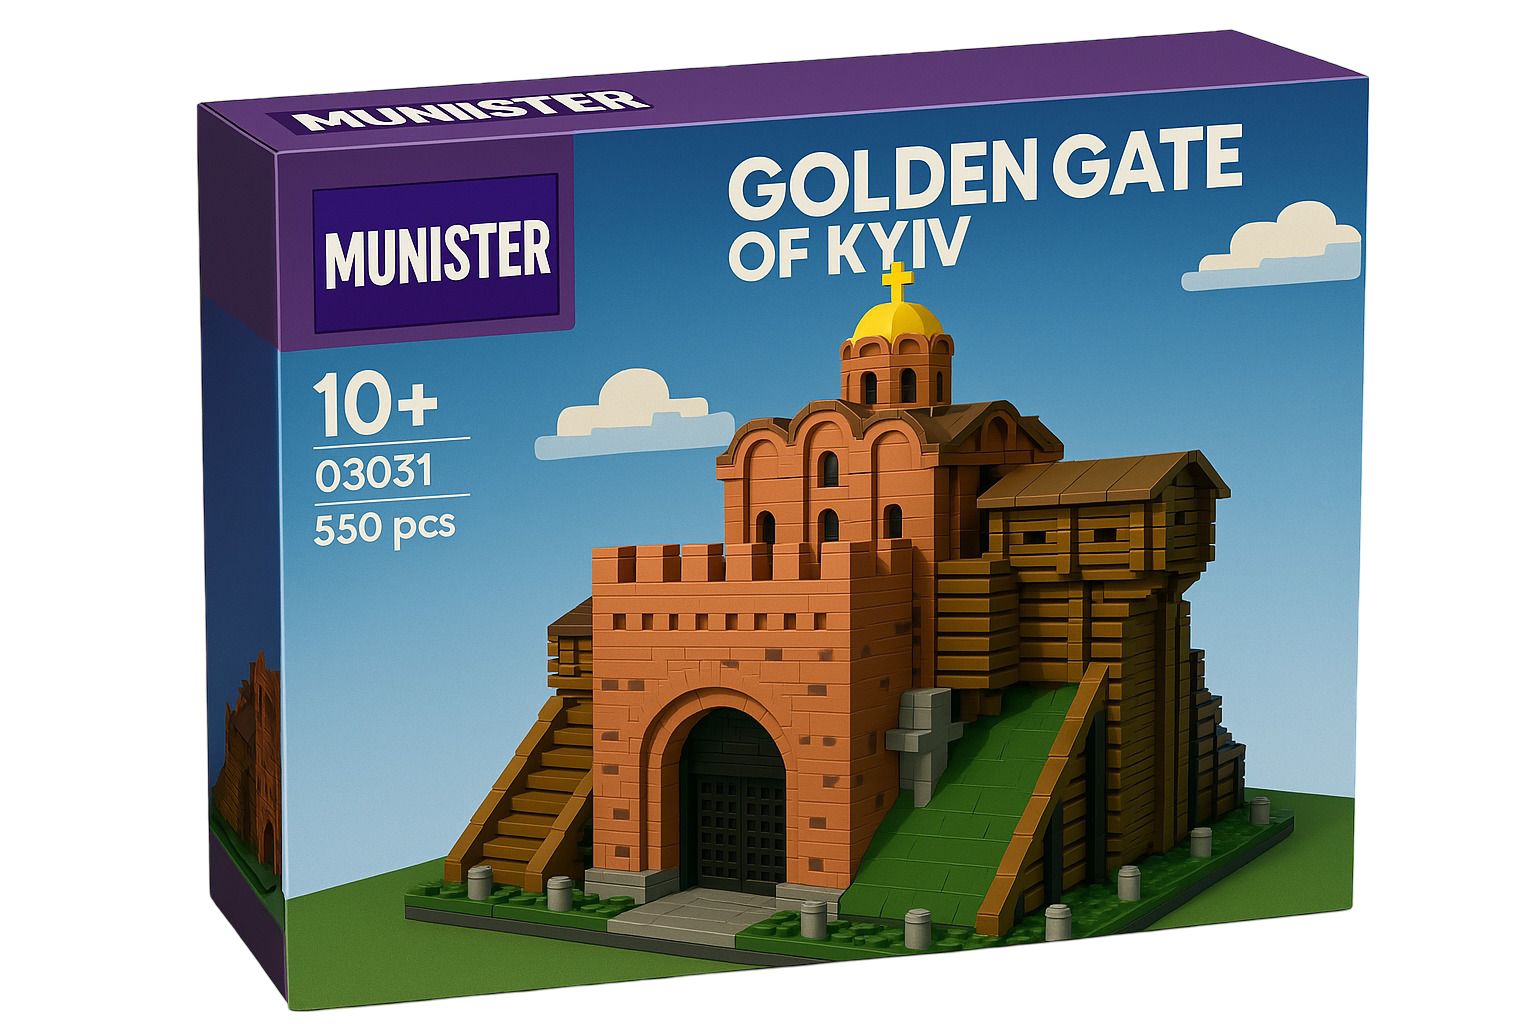 MUNIISTER
MUNISTER
GOLDEN GATE
OF KYIV
10+
03031
550 pcs